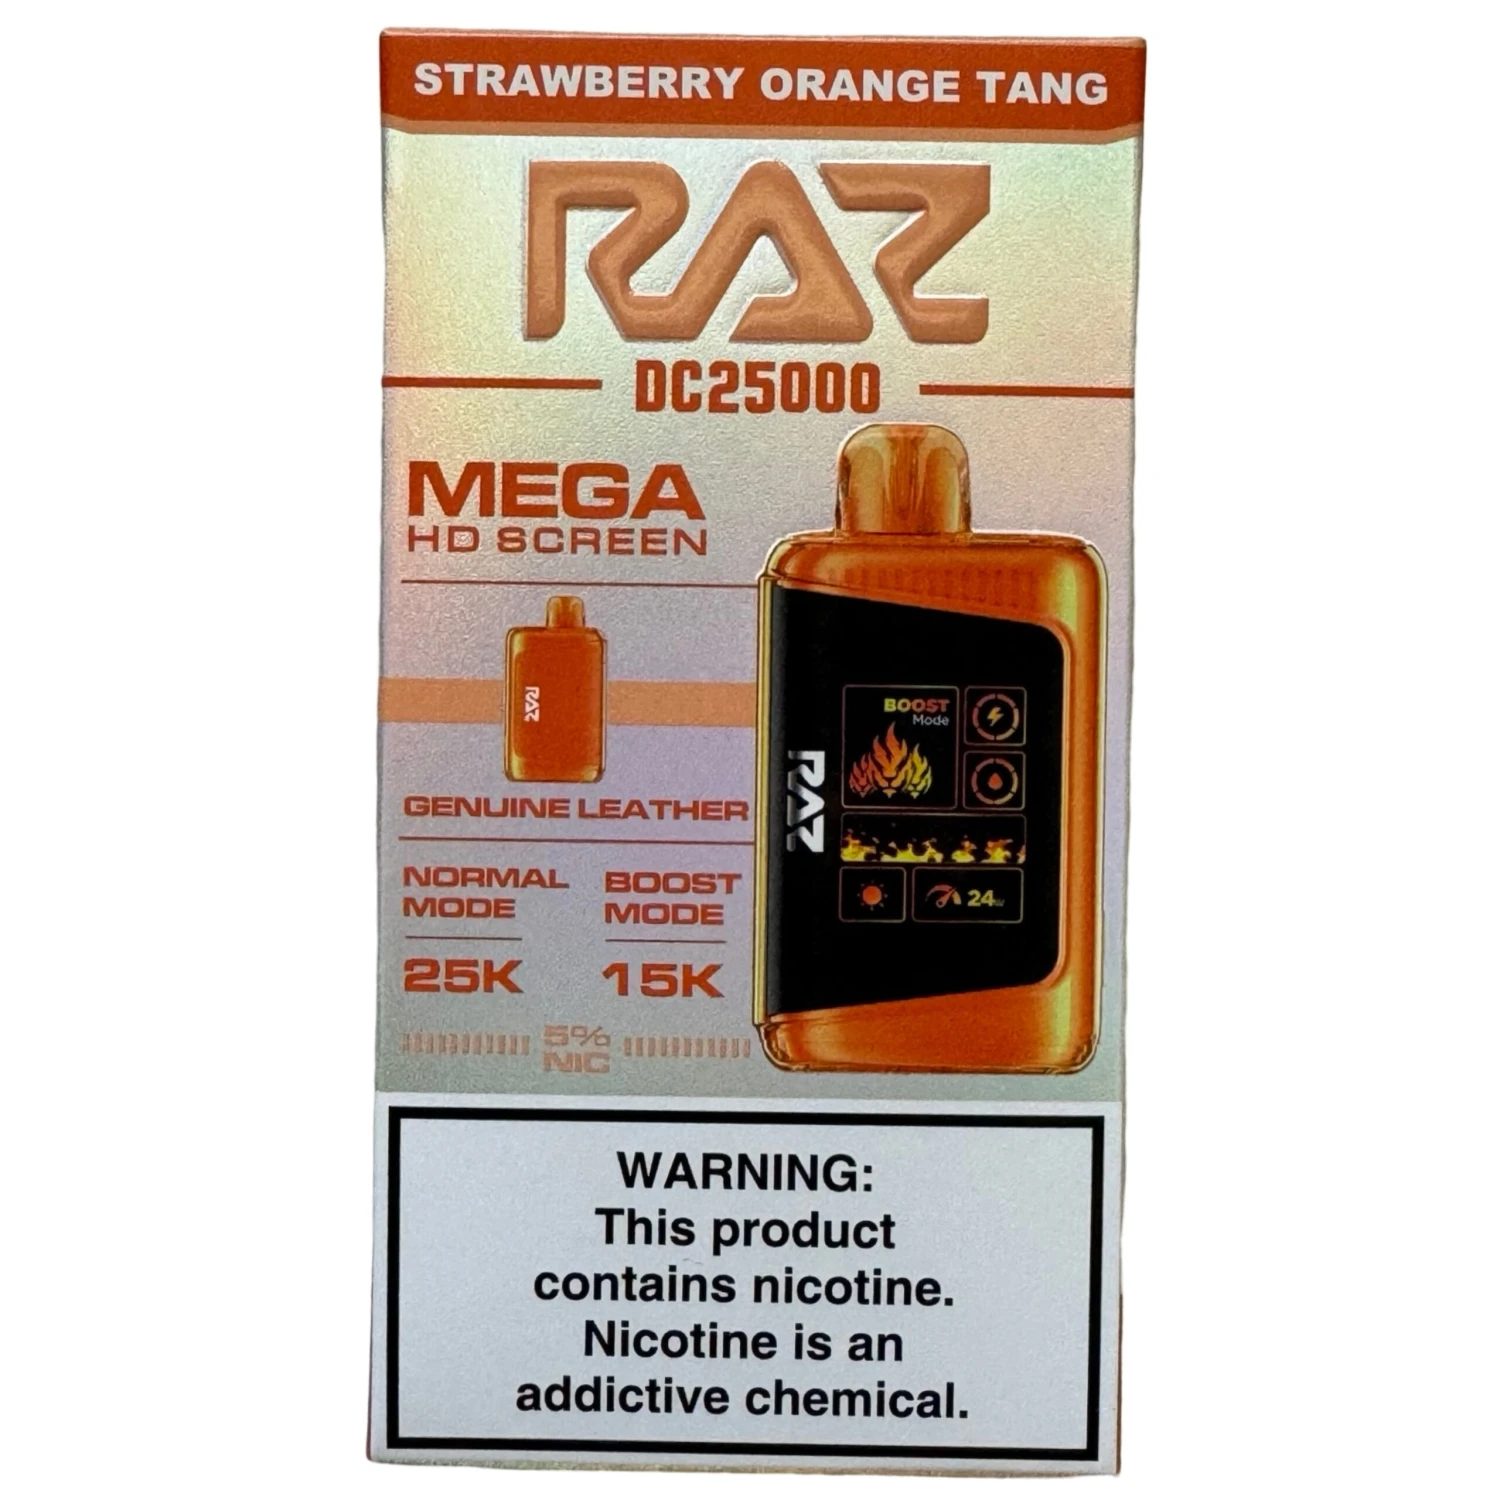 STRAWBERRY ORANGE TANG
RAZ
DC25000
MEGA
HD SCREEN
RAZ
GENUINE LEATHER
NORMAL
MODE
25K
BOOST
MODE
15K
5%
NIC
BOOST
Mode
RAZ
24W
WARNING:
This product
contains nicotine.
Nicotine is an
addictive chemical.